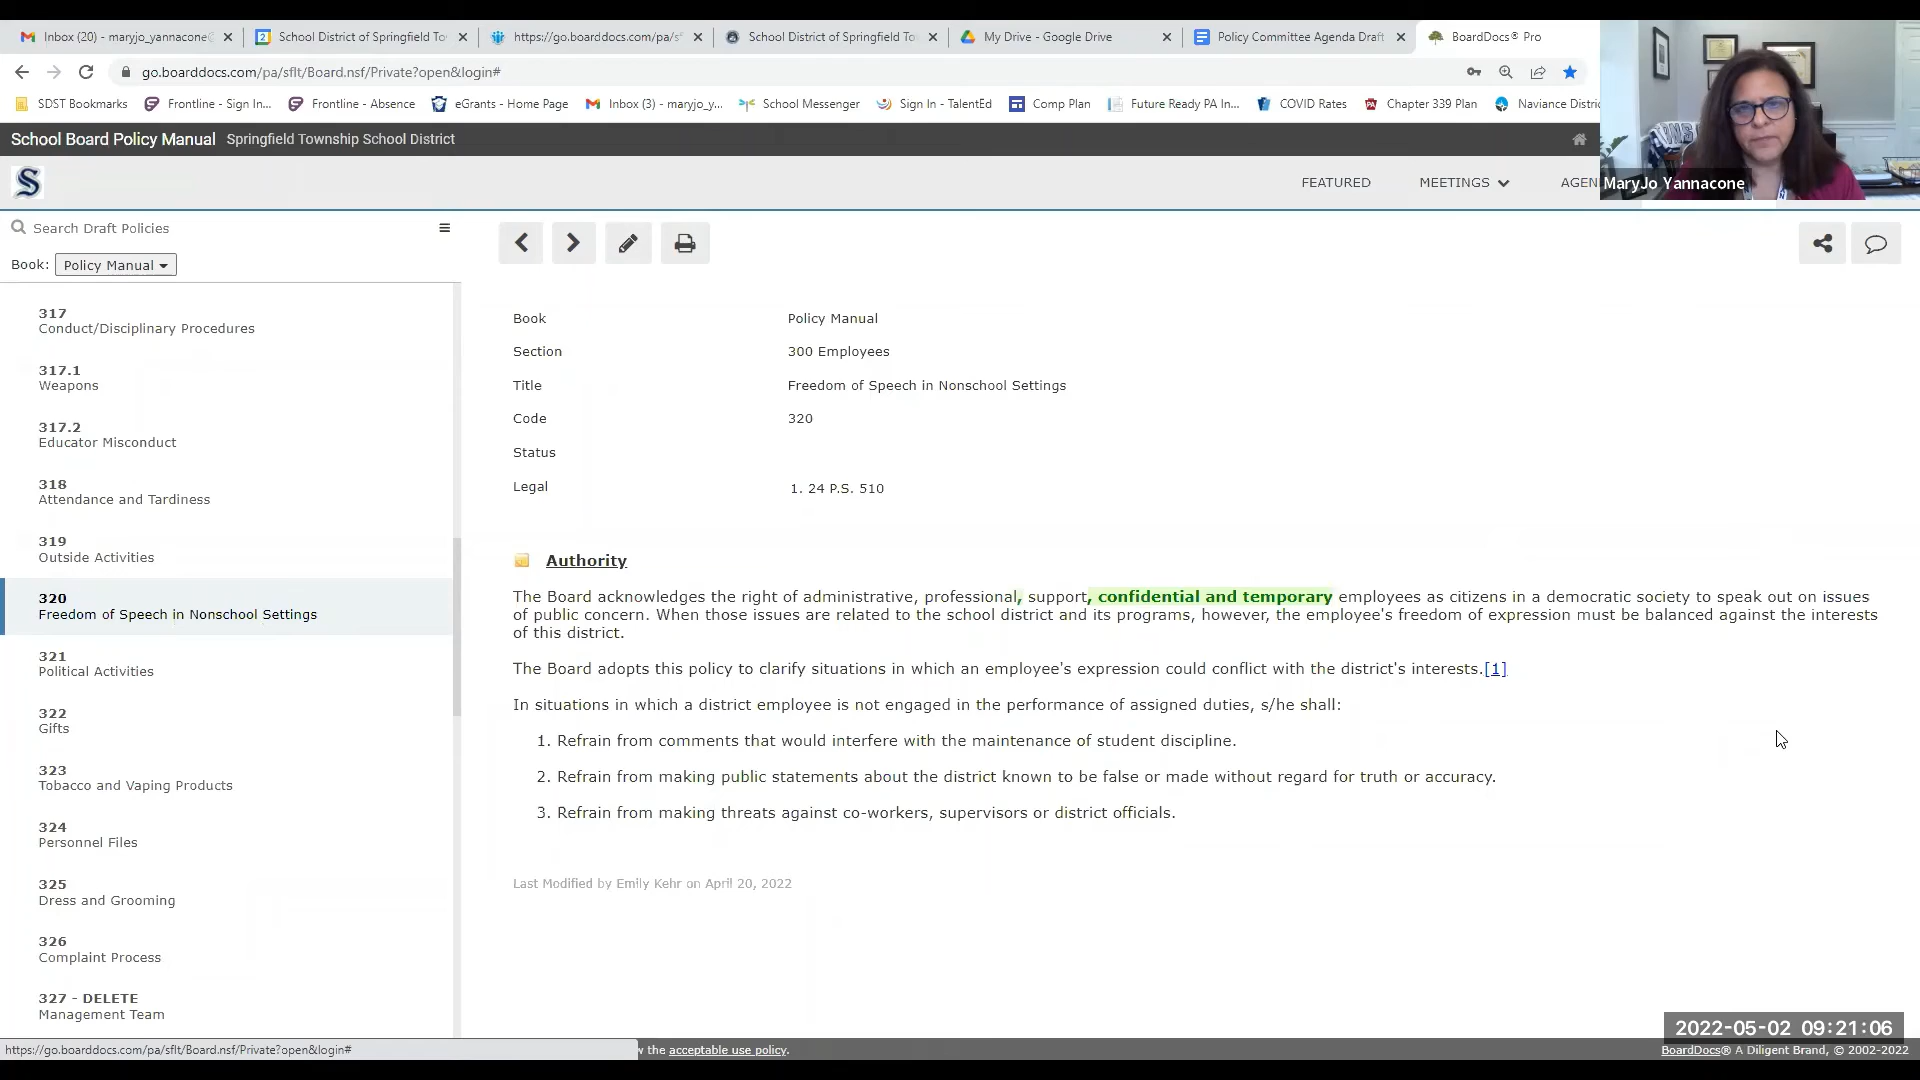 Inbox (20) - maryjo_yannacone
School District of Springfield To
https://go.boarddocs.com/pa/sf
School District of Springfield To
My Drive - Google Drive
Policy Committee Agenda Draft
BoardDocs® Pro
go.boarddocs.com/pa/sflt/Board.nsf/Private?open&login#
SDST Bookmarks
Frontline - Sign In...
Frontline - Absence
eGrants - Home Page
Inbox (3) - maryjo_y...
School Messenger
Sign In - TalentEd
Comp Plan
Future Ready PA In...
COVID Rates
Chapter 339 Plan
Naviance Distric
School Board Policy Manual Springfield Township School District
S
FEATURED
MEETINGS
AGEN
MaryJo Yannacone
Search Draft Policies
Book: Policy Manual
317
Conduct/Disciplinary Procedures
317.1
Weapons
317.2
Educator Misconduct
318
Attendance and Tardiness
319
Outside Activities
320
Freedom of Speech in Nonschool Settings
321
Political Activities
322
Gifts
323
Tobacco and Vaping Products
324
Personnel Files
325
Dress and Grooming
326
Complaint Process
327 - DELETE
Management Team
Book Policy Manual
Section 300 Employees
Title Freedom of Speech in Nonschool Settings
Code 320
Status
Legal 1. 24 P.S. 510
Authority
The Board acknowledges the right of administrative, professional, support, confidential and temporary employees as citizens in a democratic society to speak out on issues
of public concern. When those issues are related to the school district and its programs, however, the employee's freedom of expression must be balanced against the interests
of this district.
The Board adopts this policy to clarify situations in which an employee's expression could conflict with the district's interests.[1]
In situations in which a district employee is not engaged in the performance of assigned duties, s/he shall:
1. Refrain from comments that would interfere with the maintenance of student discipline.
2. Refrain from making public statements about the district known to be false or made without regard for truth or accuracy.
3. Refrain from making threats against co-workers, supervisors or district officials.
Last Modified by Emily Kehr on April 20, 2022
2022-05-02 09:21:06
https://go.boarddocs.com/pa/sflt/Board.nsf/Private?open&login#
the acceptable use policy.
BoardDocs® A Diligent Brand, © 2002-2022